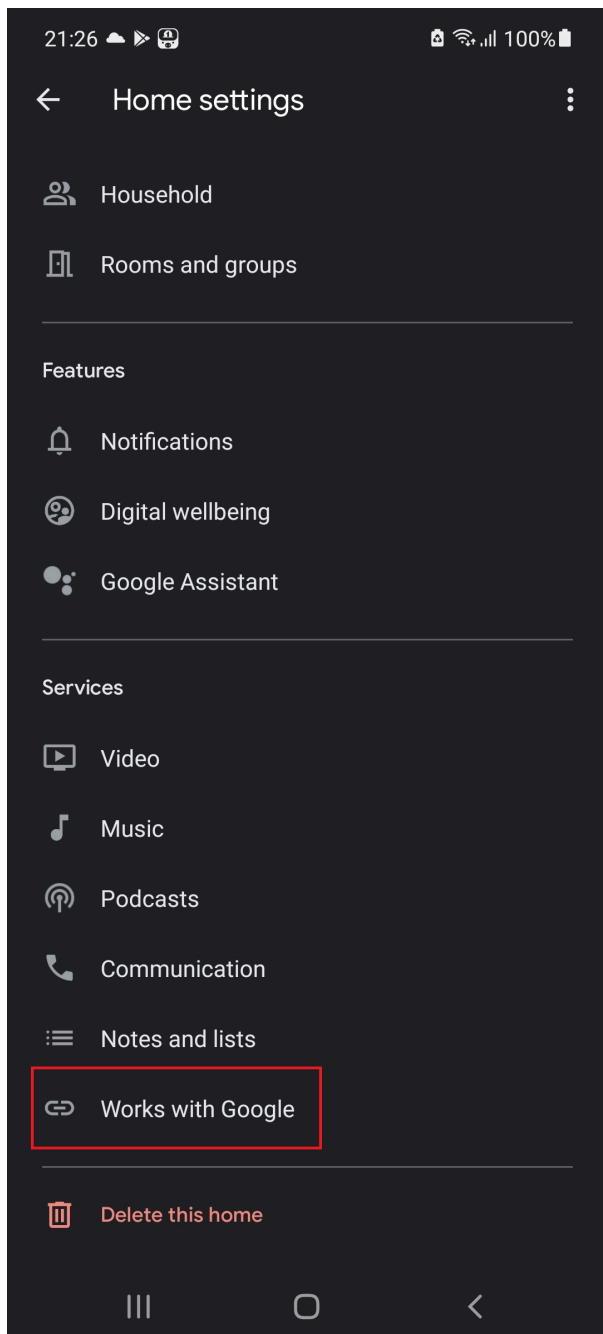 21:26 100%
Home settings
Household
Rooms and groups
Features
Notifications
Digital wellbeing
Google Assistant
Services
Video
Music
Podcasts
Communication
Notes and lists
Works with Google
Delete this home